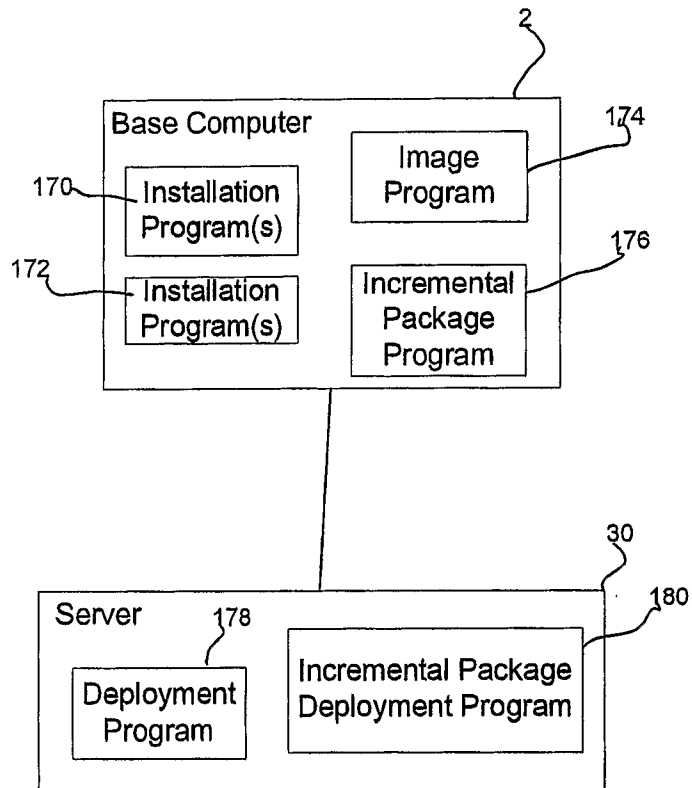 2
Base Computer
174
Image
Program
170
Installation
Program(s)
172
Installation
Program(s)
176
Incremental
Package
Program
30
Server
178
180
Deployment
Program
Incremental Package
Deployment Program